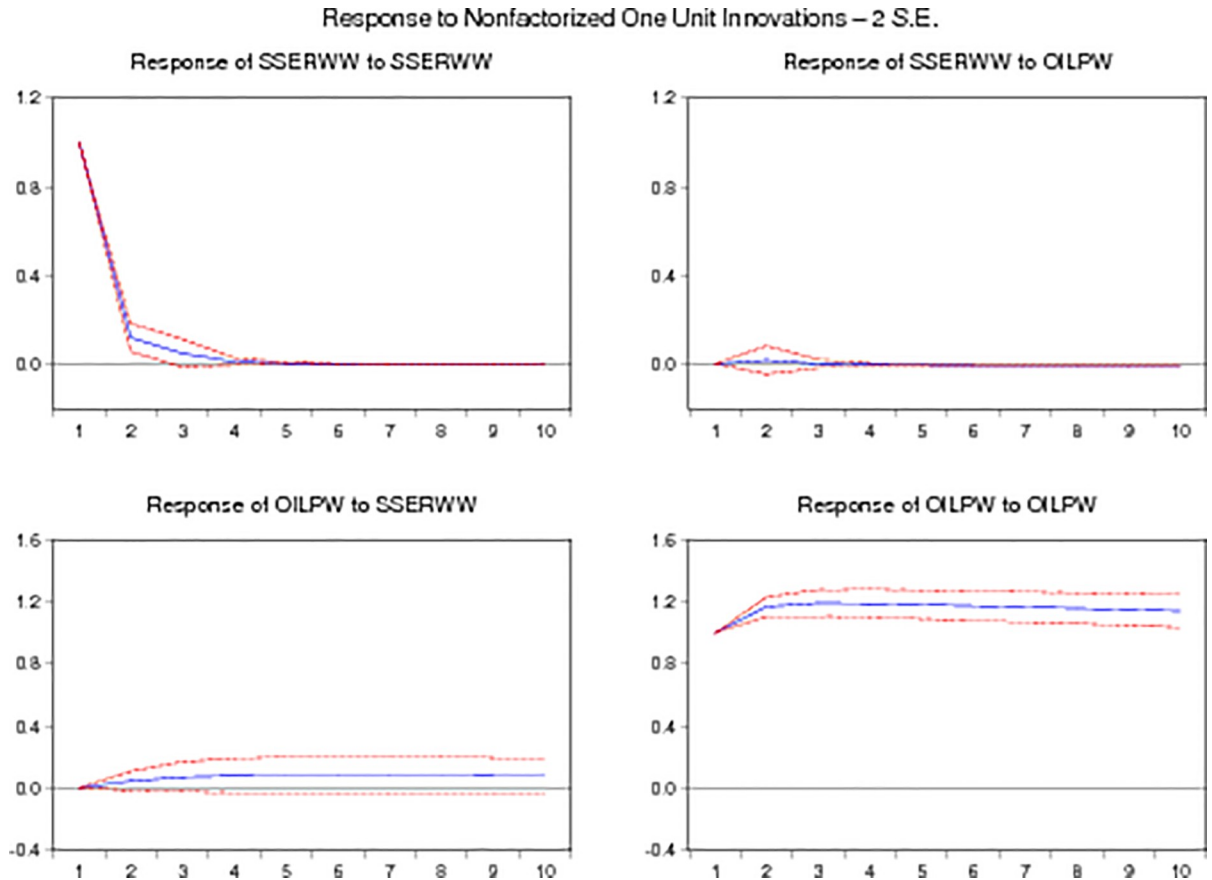 Response to Nonfactorized One Unit Innovations – 2 S.E.
Response of SSERWW to SSERWW
1.2
0.8
0.4
0.0
1 2 3 4 5 6 7 8 9 10
Response of SSERWW to OILPW
1.2
0.8
0.4
0.0
1 2 3 4 5 6 7 8 9 10
Response of OILPW to SSERWW
1.6
1.2
0.8
0.4
0.0
-0.4
1 2 3 4 5 6 7 8 9 10
Response of OILPW to OILPW
1.6
1.2
0.8
0.4
0.0
-0.4
1 2 3 4 5 6 7 8 9 10